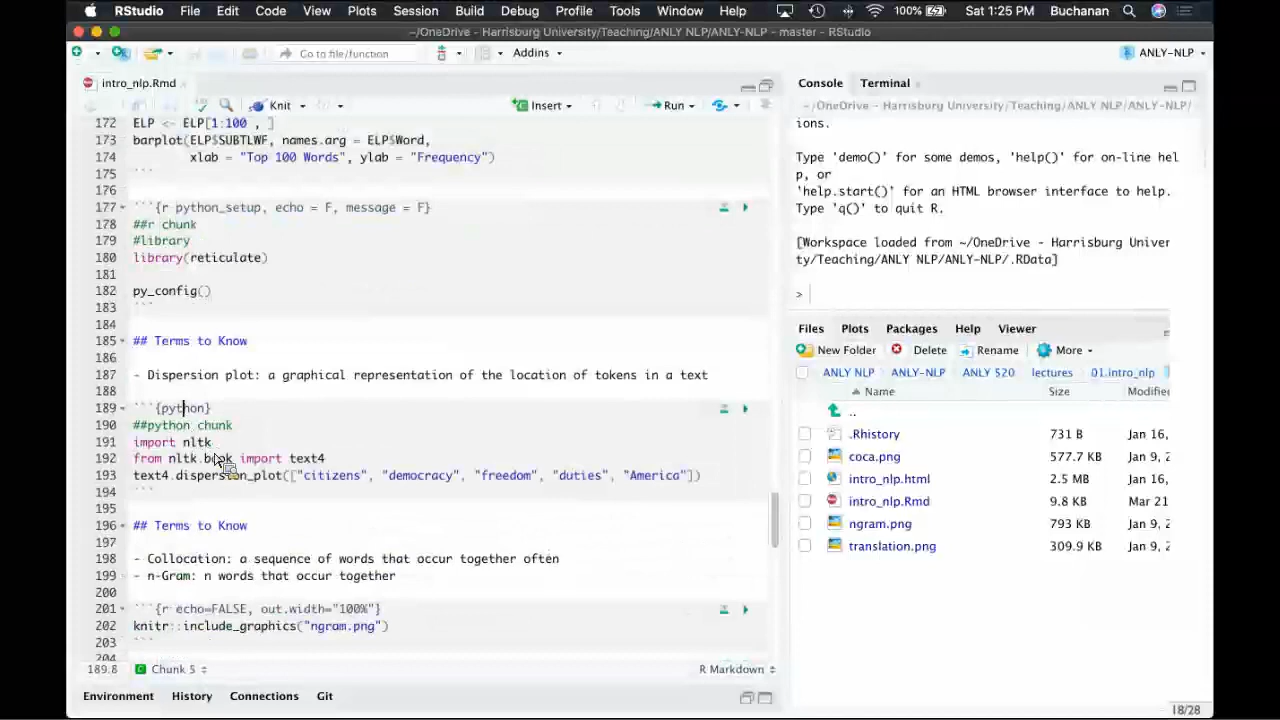 RStudio File Edit Code View Plots Session Build Debug Profile Tools Window Help 100% Sat 1:25 PM Buchanan
~/OneDrive - Harrisburg University/Teaching/ANLY NLP/ANLY-NLP - master - RStudio
Go to file/function Addins ANLY-NLP
intro_nlp.Rmd
Knit Insert Run
172 ELP <- ELP[1:100 , ]
173 barplot(ELP$SUBTLWF, names.arg = ELP$Word,
174 xlab = "Top 100 Words", ylab = "Frequency")
175 ```
176
177 ```{r python_setup, echo = F, message = F}
178 ##r chunk
179 #library
180 library(reticulate)
181
182 py_config()
183 ```
184
185 ## Terms to Know
186
187 - Dispersion plot: a graphical representation of the location of tokens in a text
188
189 ```{python}
190 ##python chunk
191 import nltk
192 from nltk.book import text4
193 text4.dispersion_plot(["citizens", "democracy", "freedom", "duties", "America"])
194 ```
195
196 ## Terms to Know
197
198 - Collocation: a sequence of words that occur together often
199 - n-Gram: n words that occur together
200
201 ```{r echo=FALSE, out.width="100%"}
202 knitr::include_graphics("ngram.png")
203 ```
204
189:8 Chunk 5 R Markdown
Environment History Connections Git
Console Terminal
~/OneDrive - Harrisburg University/Teaching/ANLY NLP/ANLY-NLP/
ions.
Type 'demo()' for some demos, 'help()' for on-line hel
p, or
'help.start()' for an HTML browser interface to help.
Type 'q()' to quit R.
[Workspace loaded from ~/OneDrive - Harrisburg Univer
ty/Teaching/ANLY NLP/ANLY-NLP/.RData]
>
Files Plots Packages Help Viewer
New Folder Delete Rename More
ANLY NLP ANLY-NLP ANLY 520 lectures 01.intro_nlp
Name Size Modified
..
.Rhistory 731 B Jan 16,
coca.png 577.7 KB Jan 9, 2
intro_nlp.html 2.5 MB Jan 16,
intro_nlp.Rmd 9.8 KB Mar 21
ngram.png 793 KB Jan 9, 2
translation.png 309.9 KB Jan 9, 2
18/28